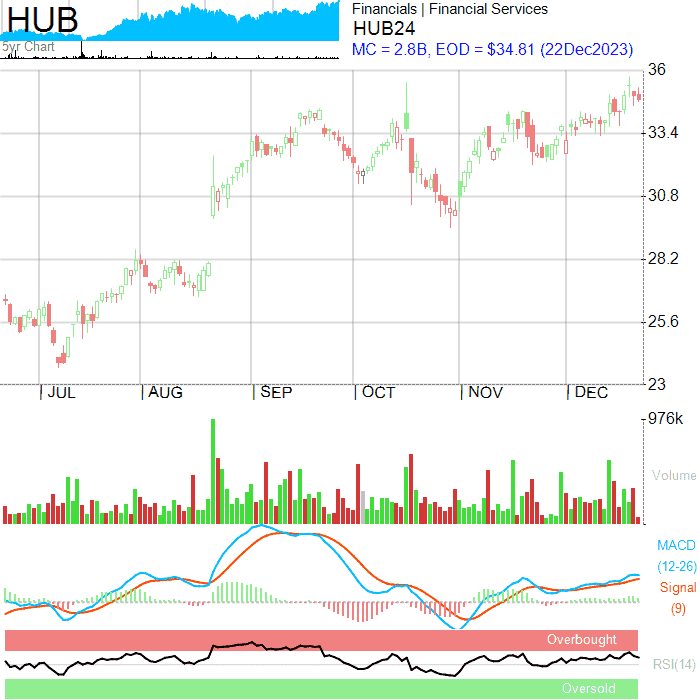 HUB
5yr Chart
Financials | Financial Services
HUB24
MC = 2.8B, EOD = $34.81 (22Dec2023)
36
33.4
30.8
28.2
25.6
23
| JUL | AUG | SEP | OCT | NOV | DEC
976k
Volume
MACD
(12-26)
Signal
(9)
Overbought
RSI(14)
Oversold